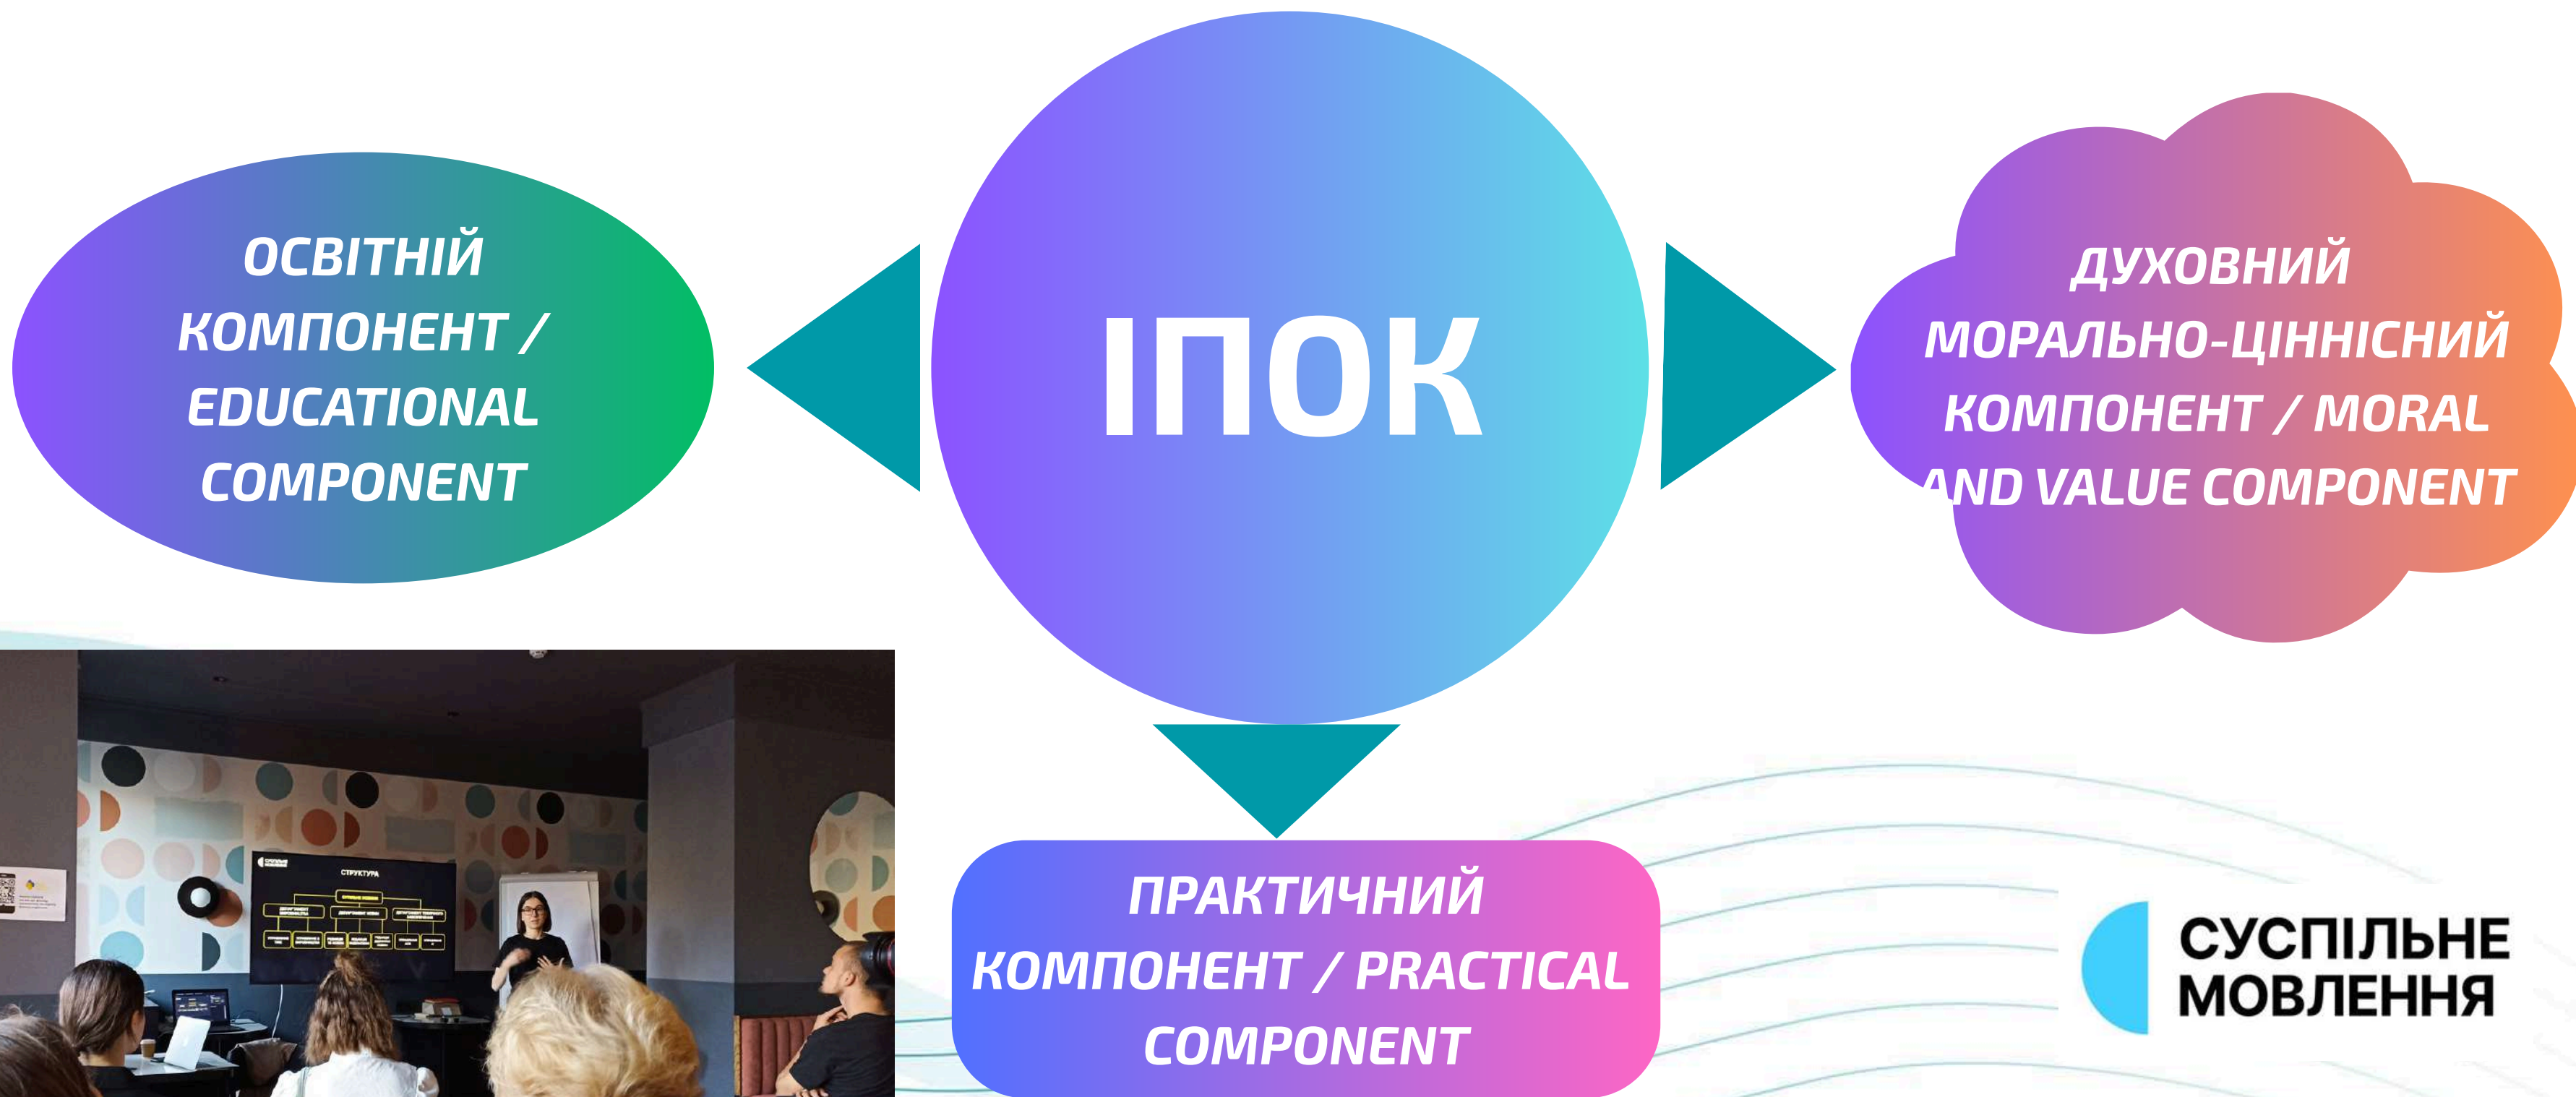 ОСВІТНІЙ
КОМПОНЕНТ /
EDUCATIONAL
COMPONENT
ІПОК
ДУХОВНИЙ
МОРАЛЬНО-ЦІННІСНИЙ
КОМПОНЕНТ / MORAL
AND VALUE COMPONENT
СТРУКТУРА
ПРАКТИЧНИЙ
КОМПОНЕНТ / PRACTICAL
COMPONENT
СУСПІЛЬНЕ
МОВЛЕННЯ